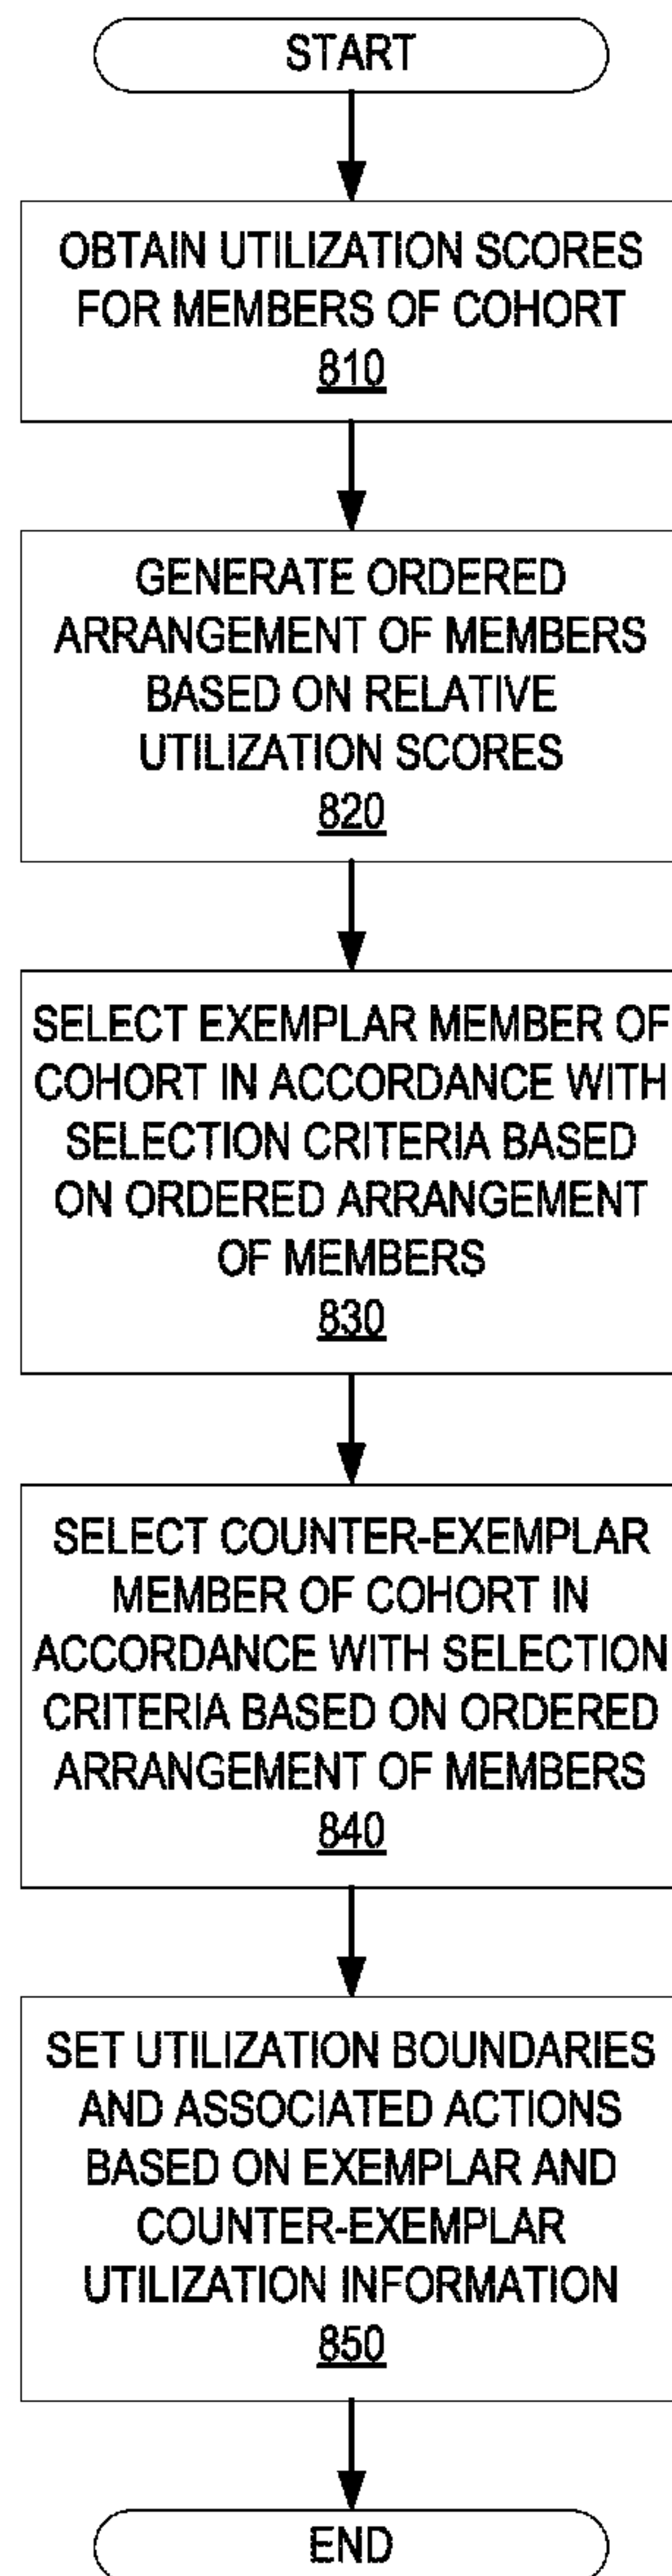 START
OBTAIN UTILIZATION SCORES
FOR MEMBERS OF COHORT
810
GENERATE ORDERED
ARRANGEMENT OF MEMBERS
BASED ON RELATIVE
UTILIZATION SCORES
820
SELECT EXEMPLAR MEMBER OF
COHORT IN ACCORDANCE WITH
SELECTION CRITERIA BASED
ON ORDERED ARRANGEMENT
OF MEMBERS
830
SELECT COUNTER-EXEMPLAR
MEMBER OF COHORT IN
ACCORDANCE WITH SELECTION
CRITERIA BASED ON ORDERED
ARRANGEMENT OF MEMBERS
840
SET UTILIZATION BOUNDARIES
AND ASSOCIATED ACTIONS
BASED ON EXEMPLAR AND
COUNTER-EXEMPLAR
UTILIZATION INFORMATION
850
END